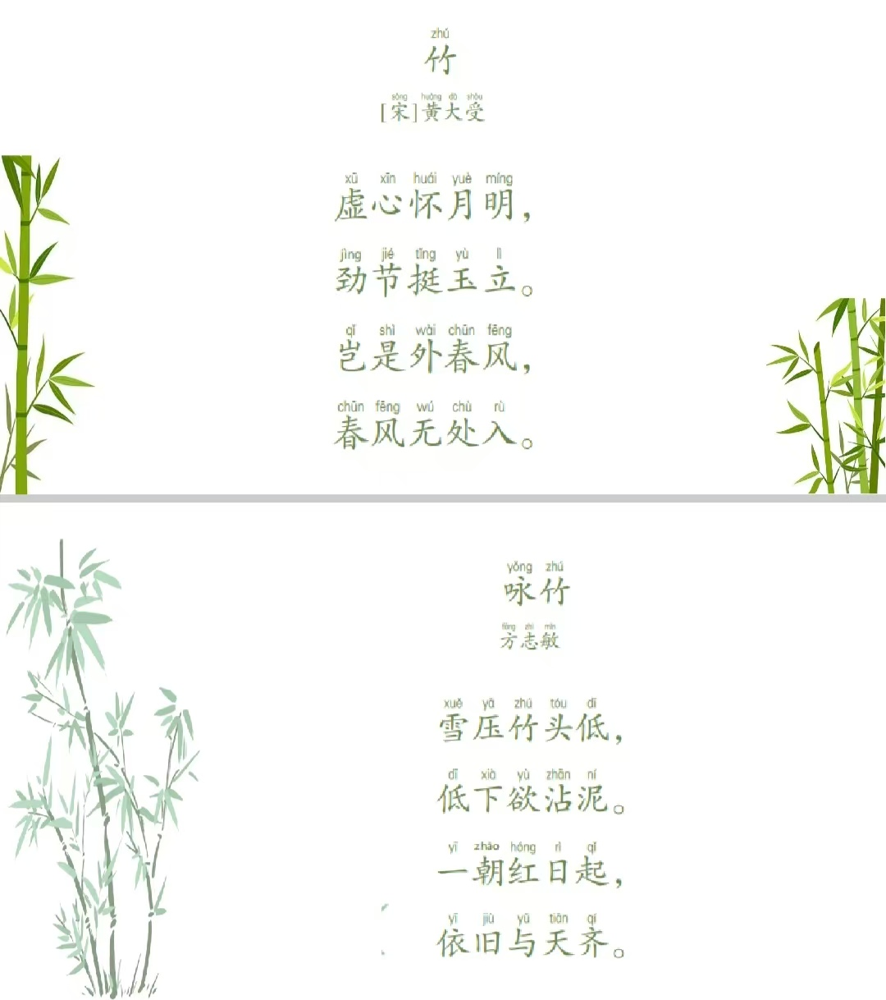 zhú
竹
sòng huáng dà shòu
[宋]黄大受
xū xīn huái yuè míng
虚心怀月明，
jìng jié tǐng yù lì
劲节挺玉立。
qǐ shì wài chūn fēng
岂是外春风，
chūn fēng wú chù rù
春风无处入。
yǒng zhú
咏竹
fāng zhì mǐn
方志敏
xuě yā zhú tóu dī
雪压竹头低，
dī xià yù zhān ní
低下欲沾泥。
yī zhāo hóng rì qǐ
一朝红日起，
yī jiù yǔ tiān qí
依旧与天齐。